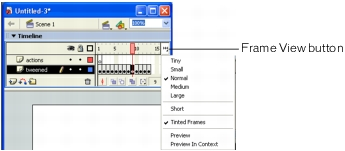 Untitled-3*
Scene 1
100%
Timeline
1 5 10 15
Frame View button
actions
tweened
Tiny
Small
Normal
Medium
Large
Short
Tinted Frames
Preview
Preview In Context